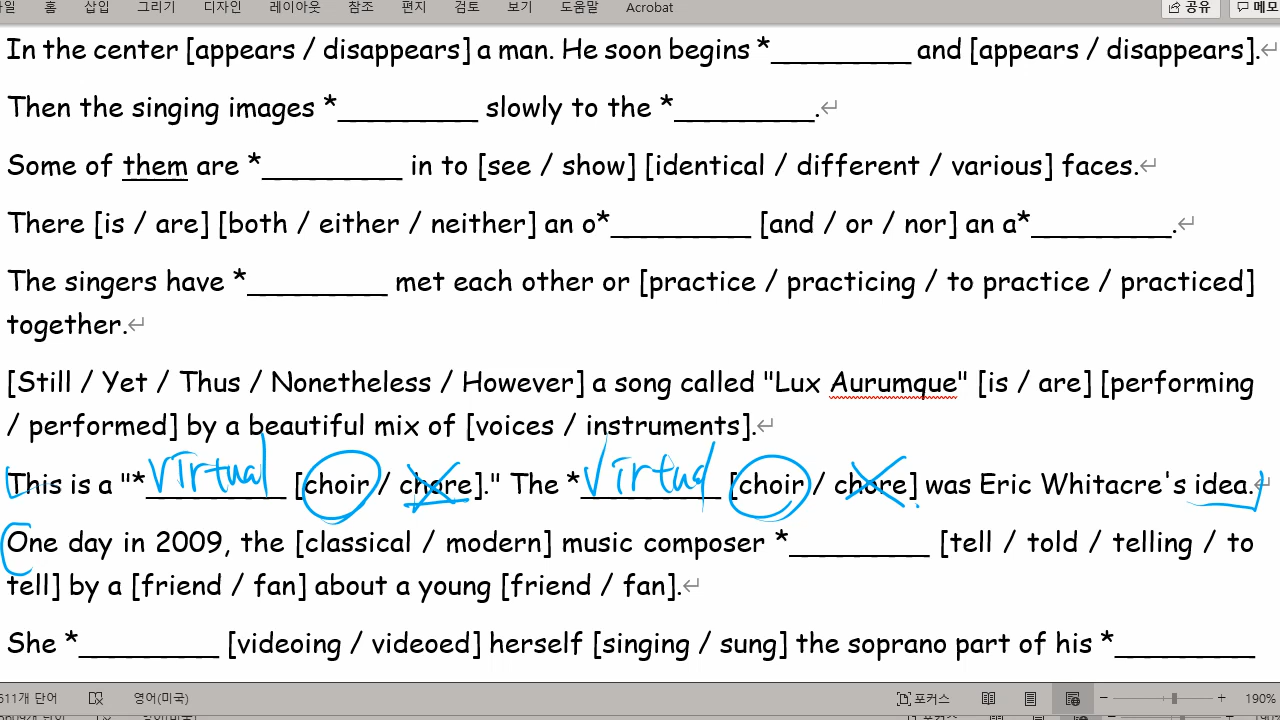 일 홈 삽입 그리기 디자인 레이아웃 참조 편지 검토 보기 도움말 Acrobat 공유 메모
In the center [appears / disappears] a man. He soon begins *_________ and [appears / disappears].
Then the singing images *_________ slowly to the *_________.
Some of them are *_________ in to [see / show] [identical / different / various] faces.
There [is / are] [both / either / neither] an o*_________ [and / or / nor] an a*_________.
The singers have *_________ met each other or [practice / practicing / to practice / practiced]
together.
[Still / Yet / Thus / Nonetheless / However] a song called "Lux Aurumque" [is / are] [performing
/ performed] by a beautiful mix of [voices / instruments].
This is a "*virtual [choir / chore]." The *virtual [choir / chore] was Eric Whitacre's idea.
One day in 2009, the [classical / modern] music composer *_________ [tell / told / telling / to
tell] by a [friend / fan] about a young [friend / fan].
She *_________ [videoing / videoed] herself [singing / sung] the soprano part of his *_________
611개 단어 영어(미국) 포커스 190%